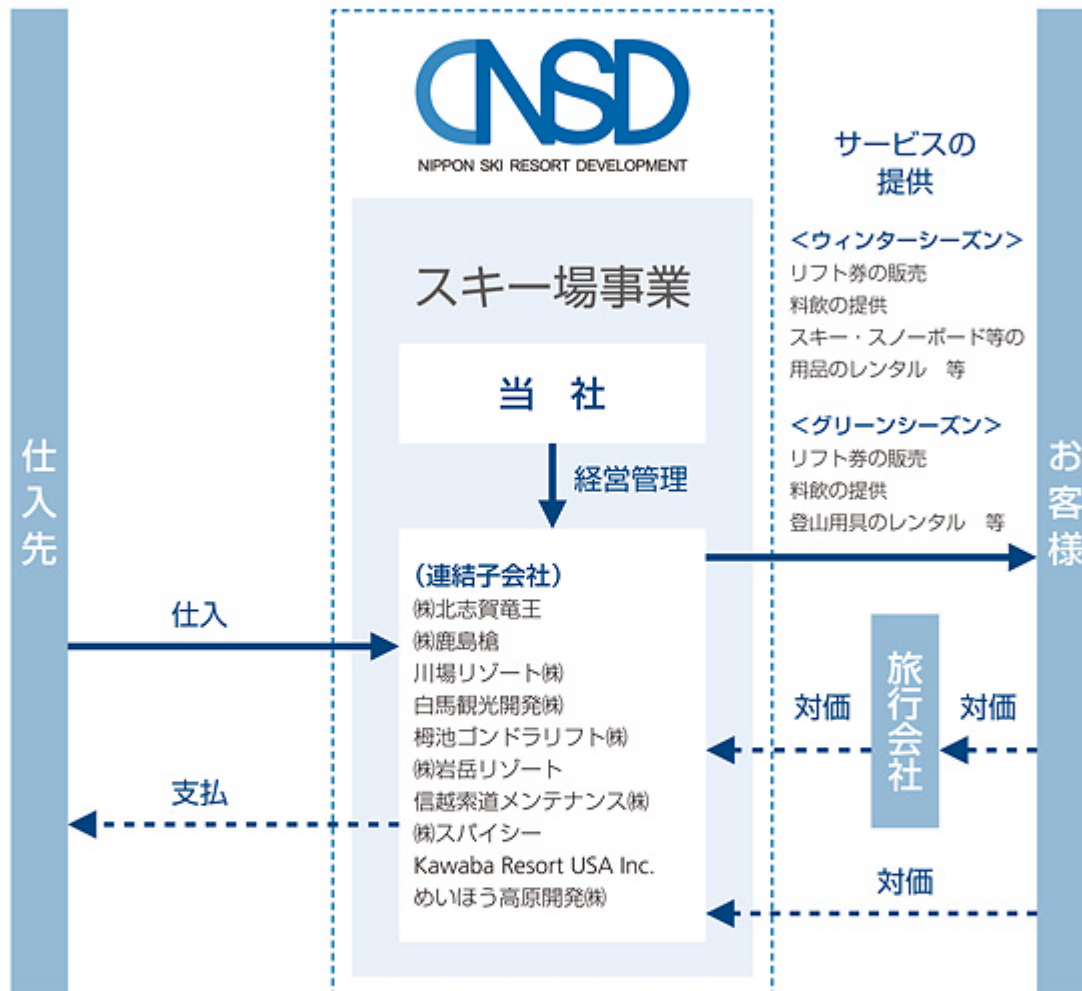 CNSD
NIPPON SKI RESORT DEVELOPMENT
スキー場事業
当 社
経営管理
(連結子会社)
㈱北志賀竜王
㈱鹿島槍
川場リゾート㈱
白馬観光開発㈱
栂池ゴンドラリフト㈱
㈱岩岳リゾート
信越索道メンテナンス㈱
㈱スパイシー
Kawaba Resort USA Inc.
めいほう高原開発㈱
仕入先
仕入
支払
サービスの
提供
<ウィンターシーズン>
リフト券の販売
料飲の提供
スキー・スノーボード等の
用品のレンタル 等
<グリーンシーズン>
リフト券の販売
料飲の提供
登山用具のレンタル 等
お客様
旅行会社
対価
対価
対価